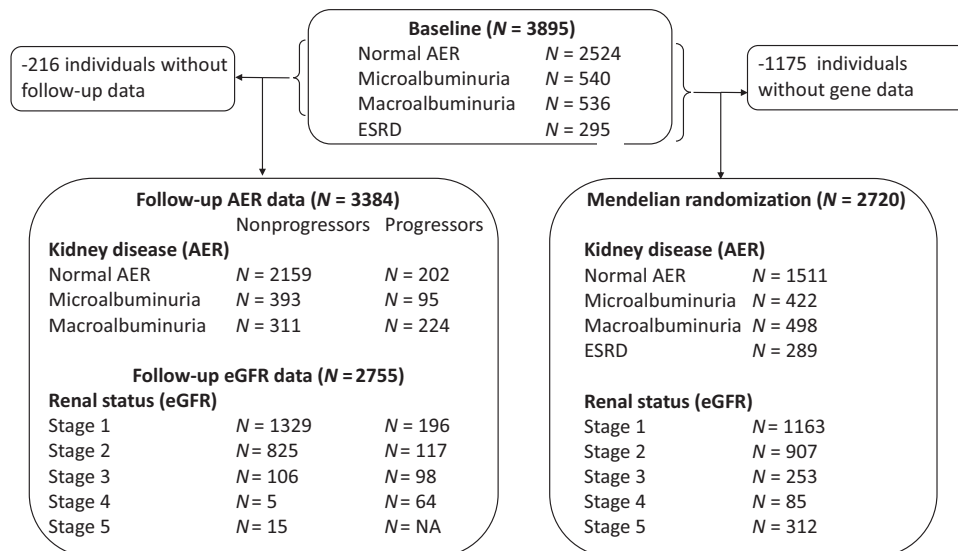 Baseline (N = 3895)
Normal AER N = 2524
Microalbuminuria N = 540
Macroalbuminuria N = 536
ESRD N = 295
-216 individuals without
follow-up data
-1175 individuals
without gene data
Follow-up AER data (N = 3384)
Nonprogressors Progressors
Kidney disease (AER)
Normal AER N = 2159 N = 202
Microalbuminuria N = 393 N = 95
Macroalbuminuria N = 311 N = 224
Follow-up eGFR data (N = 2755)
Renal status (eGFR)
Stage 1 N = 1329 N = 196
Stage 2 N = 825 N = 117
Stage 3 N = 106 N = 98
Stage 4 N = 5 N = 64
Stage 5 N = 15 N = NA
Mendelian randomization (N = 2720)
Kidney disease (AER)
Normal AER N = 1511
Microalbuminuria N = 422
Macroalbuminuria N = 498
ESRD N = 289
Renal status (eGFR)
Stage 1 N = 1163
Stage 2 N = 907
Stage 3 N = 253
Stage 4 N = 85
Stage 5 N = 312